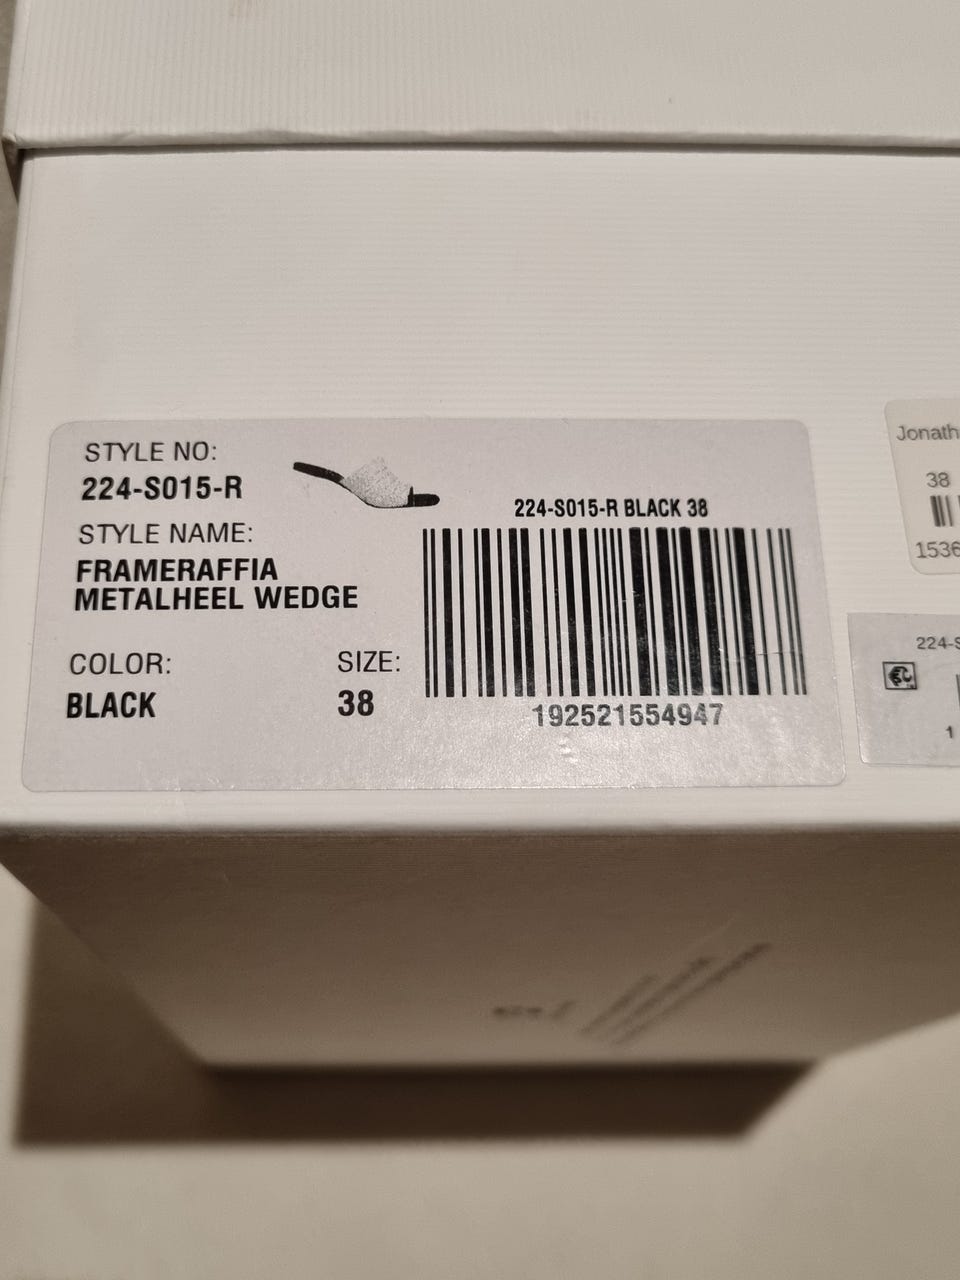 STYLE NO:
224-S015-R
STYLE NAME:
FRAMERAFFIA
METALHEEL WEDGE
COLOR:
BLACK
SIZE:
38
224-S015-R BLACK 38
192521554947
Jonath
38
1536
224-S
1